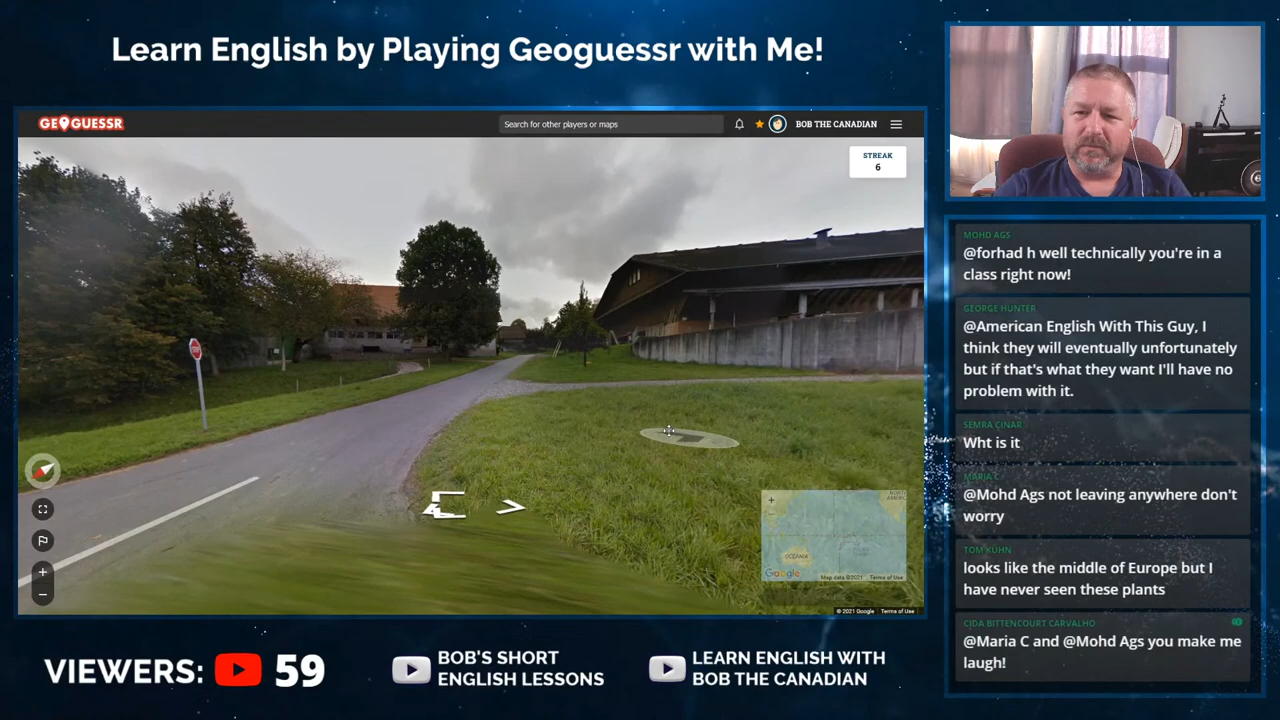 Learn English by Playing Geoguessr with Me!
GEOGUESSR
Search for other players or maps
BOB THE CANADIAN
STREAK
6
OCEANIA
Google
Map data ©2021
Terms of Use
© 2021 Google
Terms of Use
MOHD AGS
@forhad h well technically you're in a
class right now!
GEORGE HUNTER
@American English With This Guy, I
think they will eventually unfortunately
but if that's what they want I'll have no
problem with it.
SEMRA ÇINAR
Wht is it
MARIA C
@Mohd Ags not leaving anywhere don't
worry
TOM KUHN
looks like the middle of Europe but I
have never seen these plants
CIDA BITTENCOURT CARVALHO
@Maria C and @Mohd Ags you make me
laugh!
VIEWERS:
59
BOB'S SHORT
ENGLISH LESSONS
LEARN ENGLISH WITH
BOB THE CANADIAN